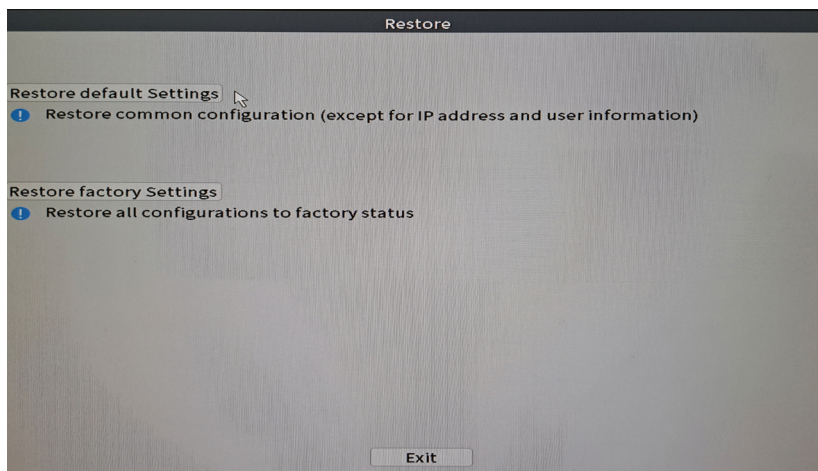 Restore
Restore default Settings
Restore common configuration (except for IP address and user information)
Restore factory Settings
Restore all configurations to factory status
Exit